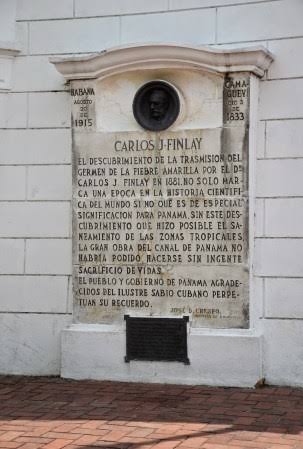 HABANA
AGOSTO
20
DE
1915
CAMA-
GUEY
DIC 3
DE
1833
CARLOS J. FINLAY
EL DESCUBRIMIENTO DE LA TRASMISION DEL
GERMEN DE LA FIEBRE AMARILLA POR EL DR
CARLOS J. FINLAY EN 1881, NO SOLO MAR-
CA UNA EPOCA EN LA HISTORIA CIENTIFI-
CA DEL MUNDO SI NO QUE ES DE ESPECIAL
SIGNIFICACION PARA PANAMA, SIN ESTE DES-
CUBRIMIENTO QUE HIZO POSIBLE EL SA-
NEAMIENTO DE LAS ZONAS TROPICALES,
LA GRAN OBRA DEL CANAL DE PANAMA NO
HABRIA PODIDO HACERSE SIN INGENTE
SACRIFICIO DE VIDAS.
EL PUEBLO Y GOBIERNO DE PANAMA AGRADE-
CIDOS DEL ILUSTRE SABIO CUBANO PERPE-
TUAN SU RECUERDO.
JOSE D. CRESPO.